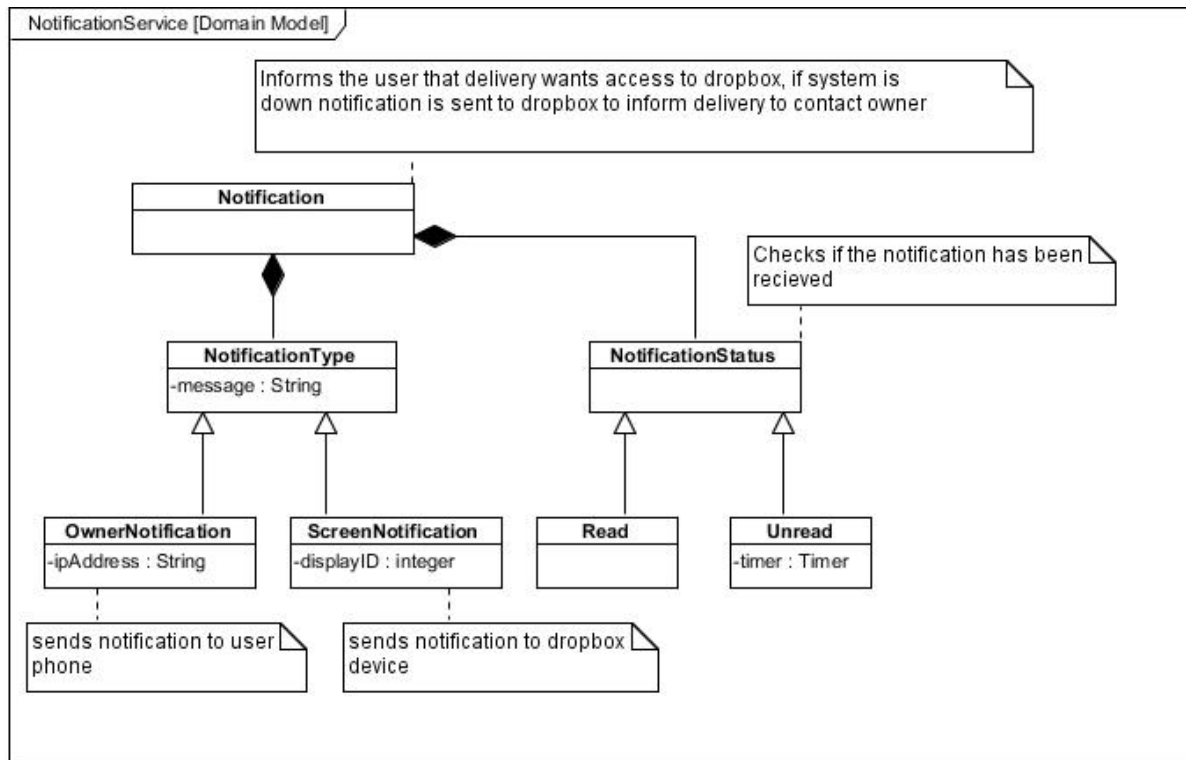 NotificationService [Domain Model]
Informs the user that delivery wants access to dropbox, if system is
down notification is sent to dropbox to inform delivery to contact owner
Notification
Checks if the notification has been
recieved
NotificationType
-message : String
NotificationStatus
OwnerNotification
-ipAddress : String
ScreenNotification
-displayID : integer
Read
Unread
-timer : Timer
sends notification to user
phone
sends notification to dropbox
device